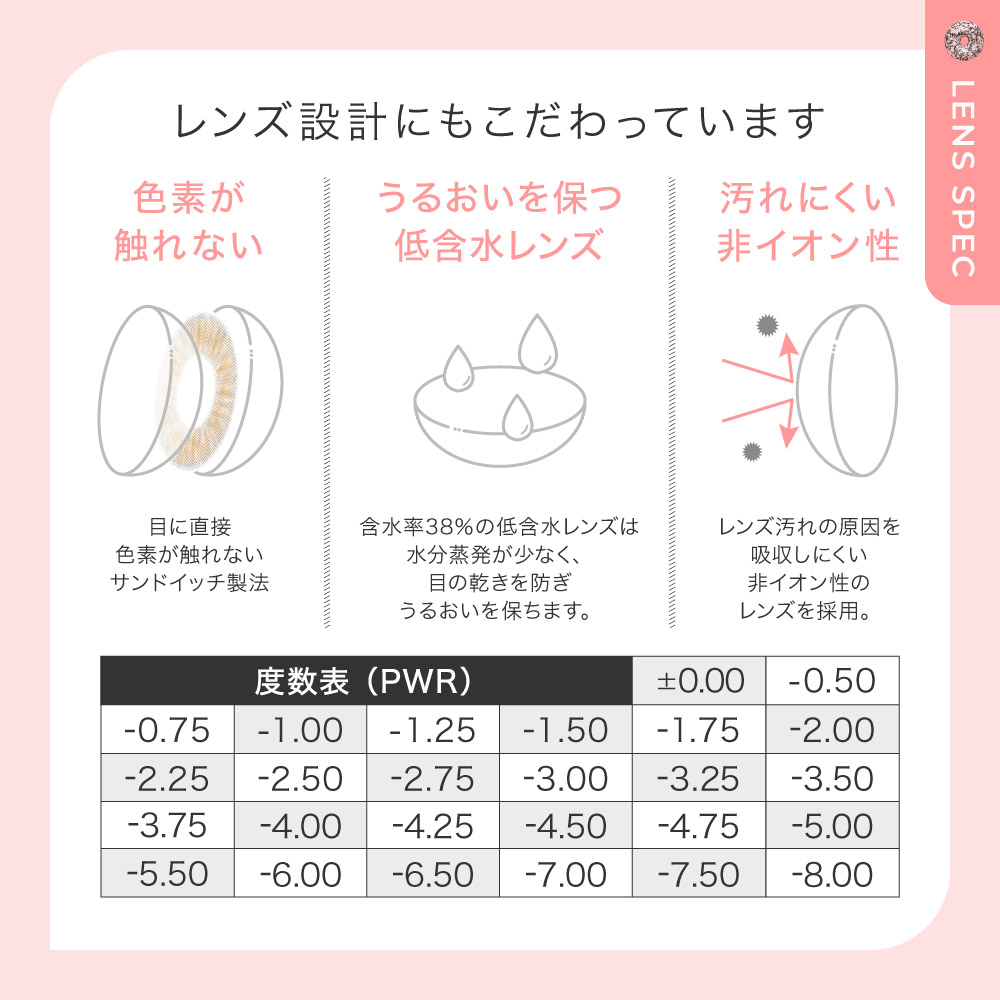 LENS SPEC
レンズ設計にもこだわっています
色素が
触れない
目に直接
色素が触れない
サンドイッチ製法
うるおいを保つ
低含水レンズ
含水率38%の低含水レンズは
水分蒸発が少なく、
目の乾きを防ぎ
うるおいを保ちます。
汚れにくい
非イオン性
レンズ汚れの原因を
吸収しにくい
非イオン性の
レンズを採用。
度数表（PWR） ±0.00 -0.50
-0.75 -1.00 -1.25 -1.50 -1.75 -2.00
-2.25 -2.50 -2.75 -3.00 -3.25 -3.50
-3.75 -4.00 -4.25 -4.50 -4.75 -5.00
-5.50 -6.00 -6.50 -7.00 -7.50 -8.00